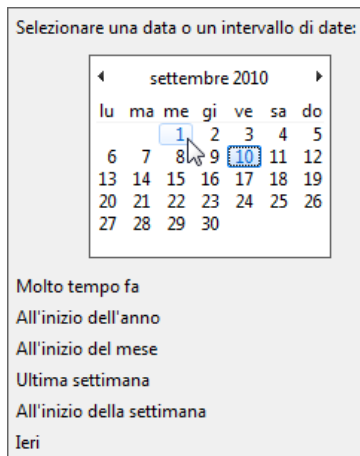 Selezionare una data o un intervallo di date:
settembre 2010
lu ma me gi ve sa do
1 2 3 4 5
6 7 8 9 10 11 12
13 14 15 16 17 18 19
20 21 22 23 24 25 26
27 28 29 30
Molto tempo fa
All'inizio dell'anno
All'inizio del mese
Ultima settimana
All'inizio della settimana
Ieri